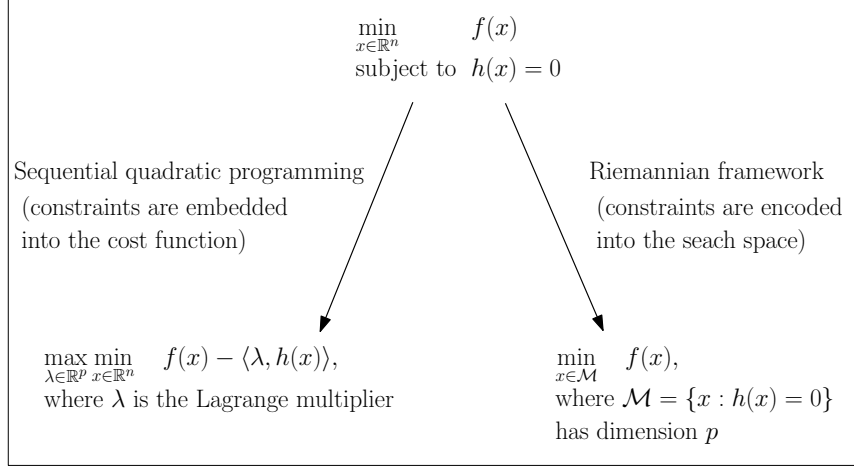 min f(x)
x∈ℝⁿ
subject to h(x) = 0
Sequential quadratic programming
(constraints are embedded
into the cost function)
Riemannian framework
(constraints are encoded
into the seach space)
max min f(x) − ⟨λ, h(x)⟩,
λ∈ℝᵖ x∈ℝⁿ
where λ is the Lagrange multiplier
min f(x),
x∈ℳ
where ℳ = {x : h(x) = 0}
has dimension p